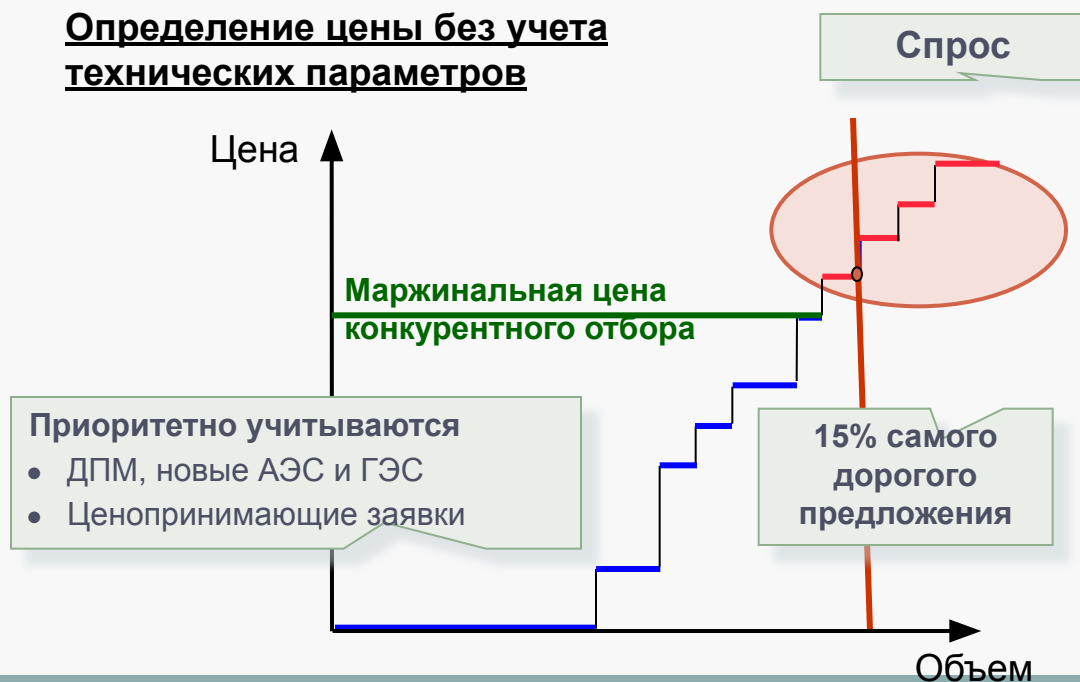 Определение цены без учета
технических параметров
Спрос
Цена
Маржинальная цена
конкурентного отбора
Приоритетно учитываются
● ДПМ, новые АЭС и ГЭС
● Ценопринимающие заявки
15% самого
дорогого
предложения
Объем